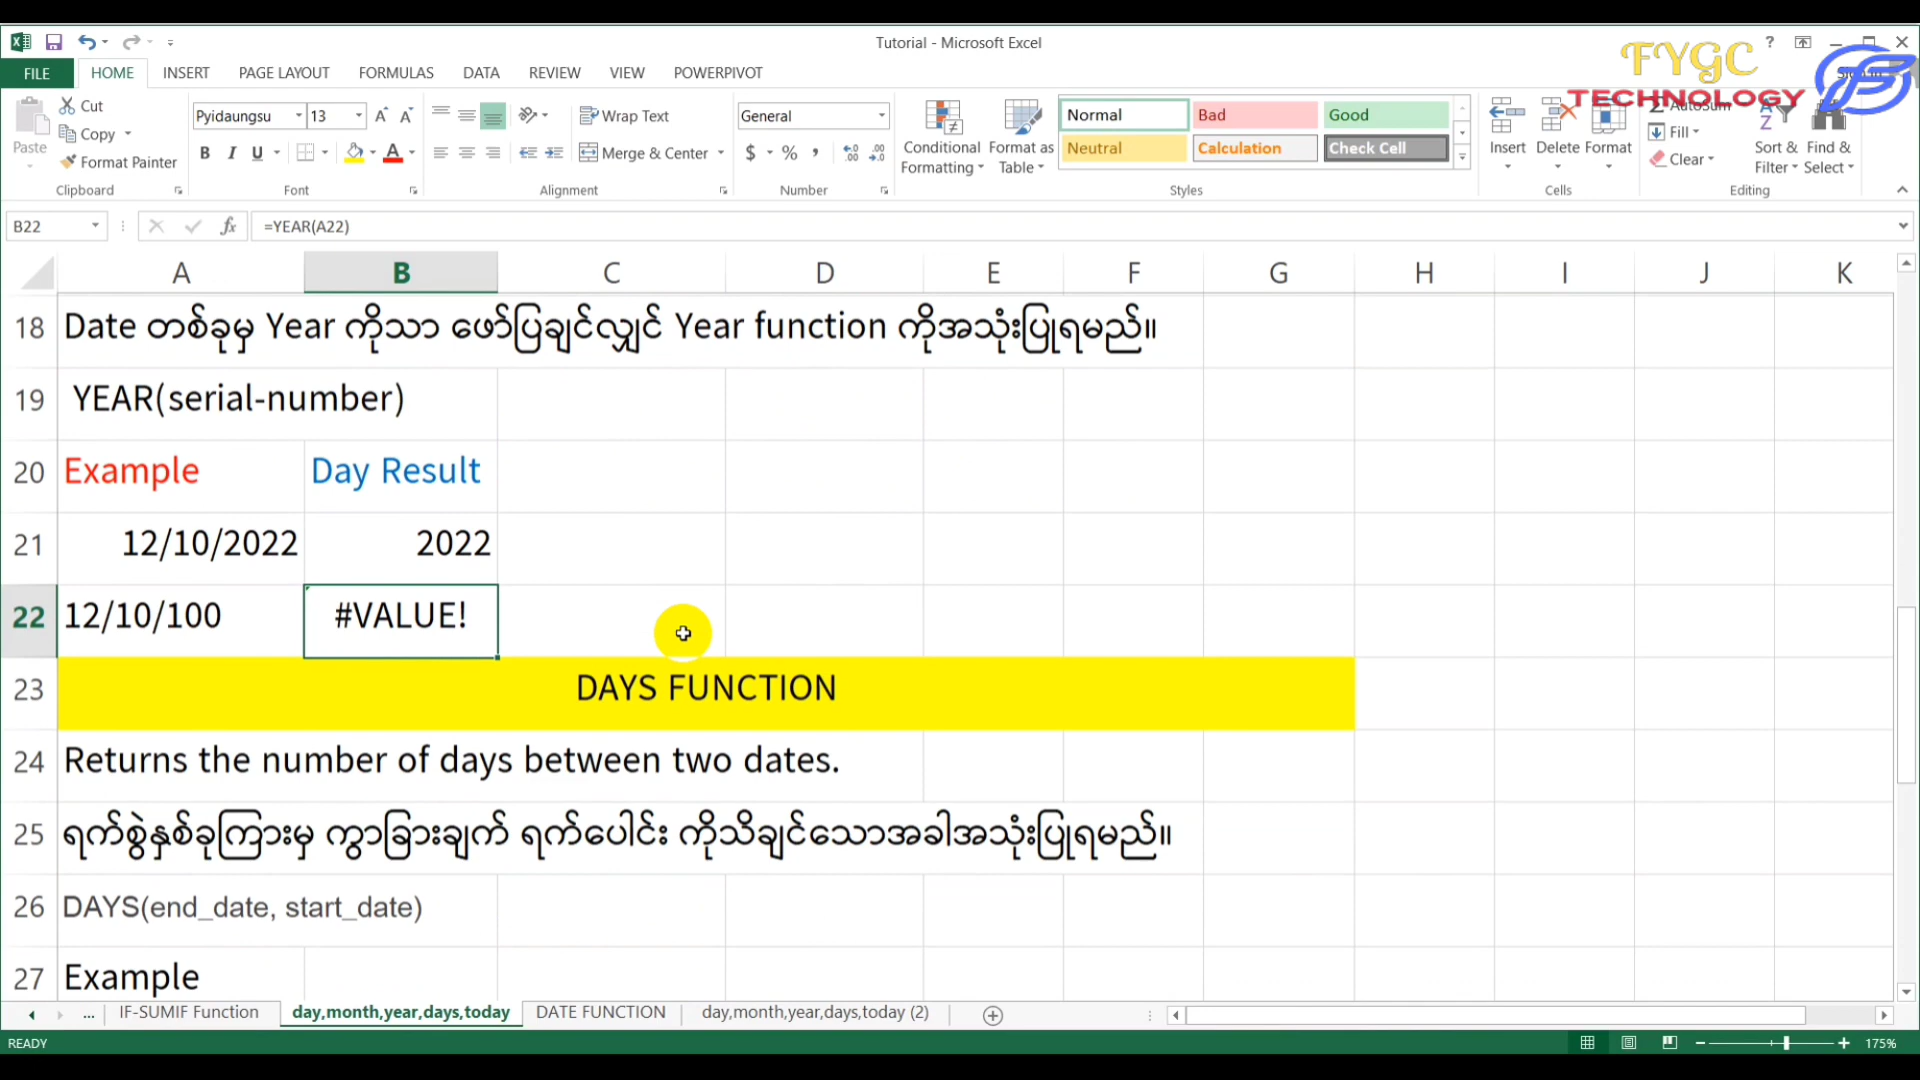 Tutorial - Microsoft Excel
FYGC
TECHNOLOGY
FILE HOME INSERT PAGE LAYOUT FORMULAS DATA REVIEW VIEW POWERPIVOT
Paste
Cut
Copy
Format Painter
Clipboard
Pyidaungsu 13
B I U
Font
Wrap Text
Merge & Center
Alignment
General
$ % ,
Number
Conditional Formatting
Format as Table
Normal Bad Good
Neutral Calculation Check Cell
Styles
Insert Delete Format
Cells
AutoSum
Fill
Clear
Sort & Filter
Find & Select
Editing
B22 fx =YEAR(A22)
A B C D E F G H I J K
18 Date တစ်ခုမှ Year ကိုသာ ဖော်ပြချင်လျှင် Year function ကိုအသုံးပြုရမည်။
19 YEAR(serial-number)
20 Example Day Result
21 12/10/2022 2022
22 12/10/100 #VALUE!
23 DAYS FUNCTION
24 Returns the number of days between two dates.
25 ရက်စွဲနှစ်ခုကြားမှ ကွာခြားချက် ရက်ပေါင်း ကိုသိချင်သောအခါအသုံးပြုရမည်။
26 DAYS(end_date, start_date)
27 Example
... IF-SUMIF Function day,month,year,days,today DATE FUNCTION day,month,year,days,today (2)
READY 175%